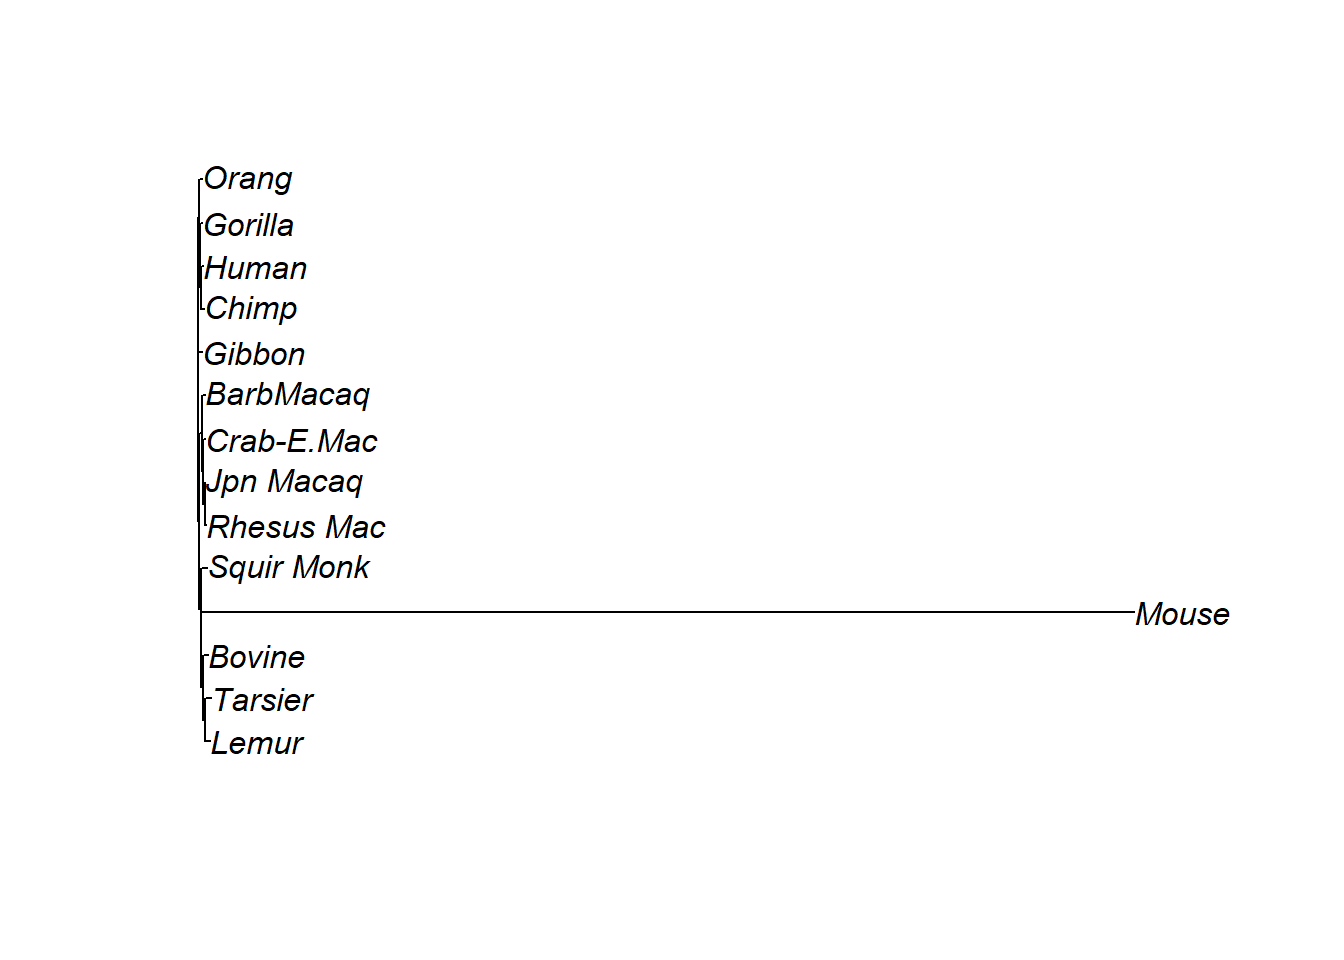 Orang
Gorilla
Human
Chimp
Gibbon
BarbMacaq
Crab-E.Mac
Jpn Macaq
Rhesus Mac
Squir Monk
Mouse
Bovine
Tarsier
Lemur